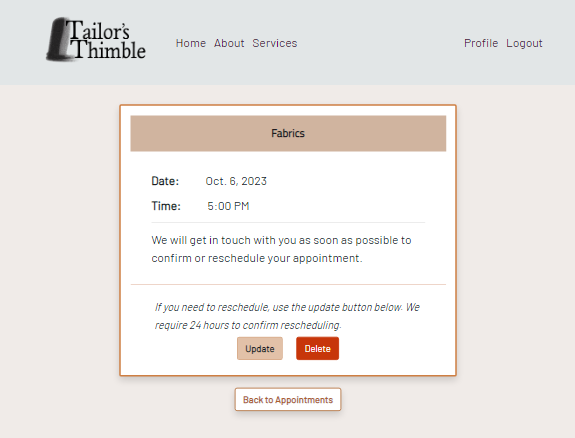 Tailor's
Thimble
Home About Services Profile Logout
Fabrics
Date: Oct. 6, 2023
Time: 5:00 PM
We will get in touch with you as soon as possible to
confirm or reschedule your appointment.
If you need to reschedule, use the update button below. We
require 24 hours to confirm rescheduling.
Update Delete
Back to Appointments